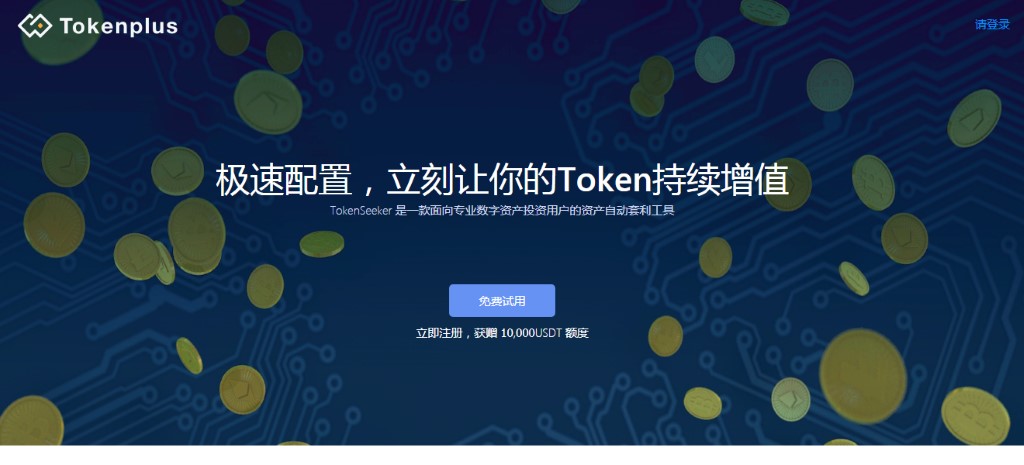 Tokenplus
请登录
极速配置，立刻让你的Token持续增值
TokenSeeker 是一款面向专业数字资产投资用户的资产自动套利工具
免费试用
立即注册，获赠 10,000USDT 额度